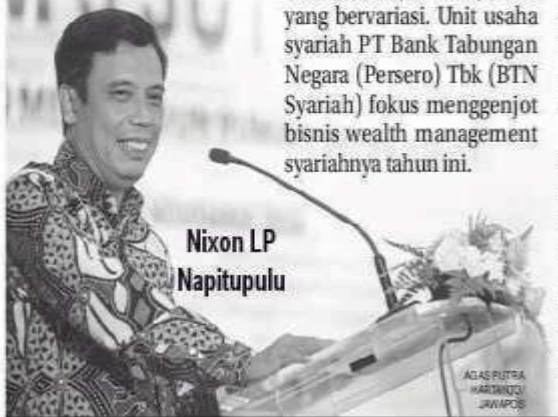 yang bervariasi. Unit usaha
syariah PT Bank Tabungan
Negara (Persero) Tbk (BTN
Syariah) fokus menggenjot
bisnis wealth management
syariahnya tahun ini.
Nixon LP
Napitupulu
AGAS PUTRA
HARTANTO/
JAWAPOS